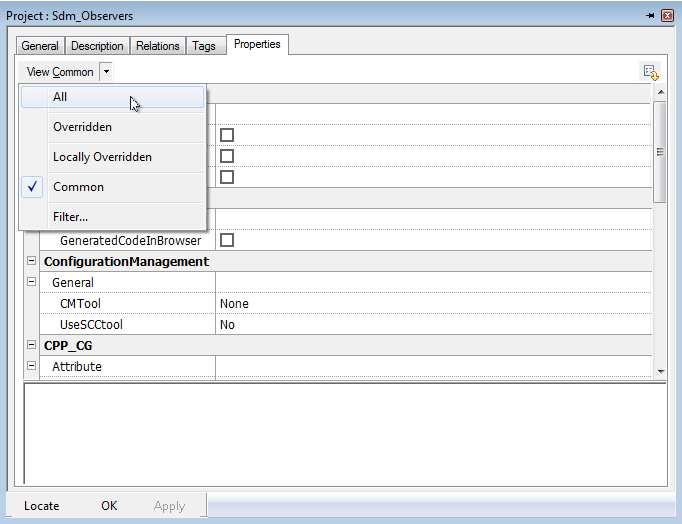 Project : Sdm_Observers
General Description Relations Tags Properties
View Common
All
Overridden
Locally Overridden
Common
Filter...
GeneratedCodeInBrowser
ConfigurationManagement
General
CMTool None
UseSCCtool No
CPP_CG
Attribute
Locate OK Apply